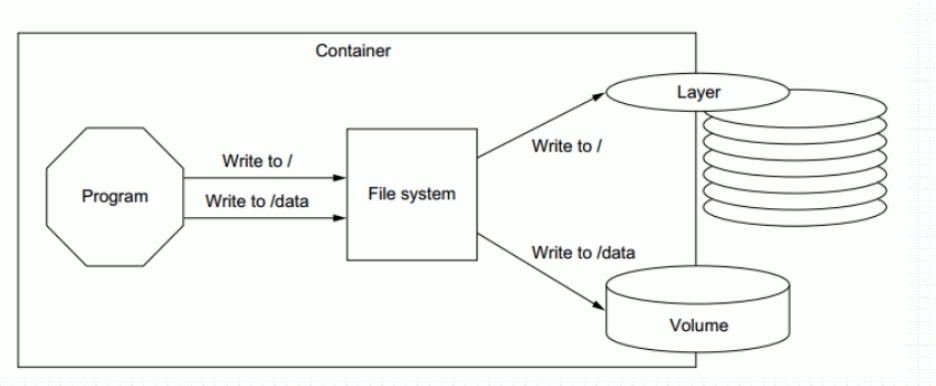 Container
Layer
Write to /
Write to /
Program
File system
Write to /data
Write to /data
Volume